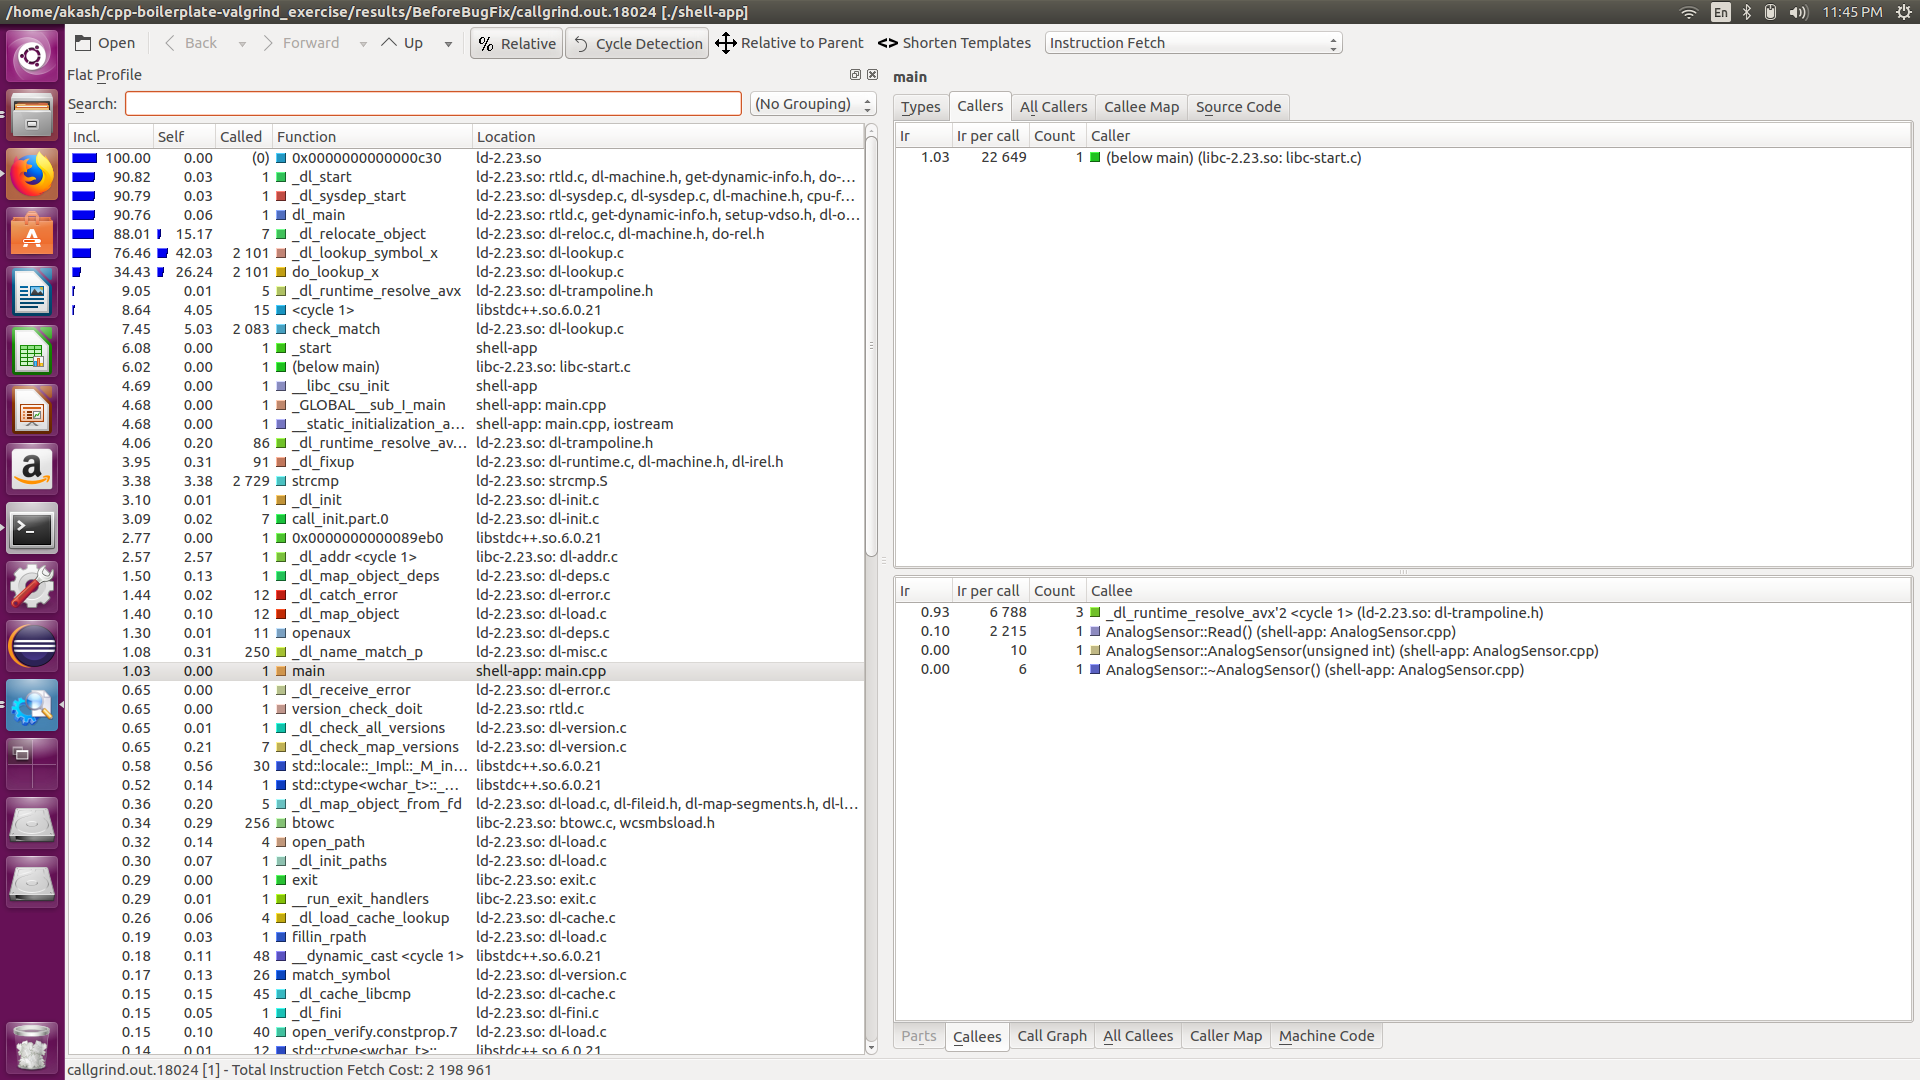 /home/akash/cpp-boilerplate-valgrind_exercise/results/BeforeBugFix/callgrind.out.18024 [./shell-app] En 11:45 PM
Open Back Forward Up % Relative Cycle Detection Relative to Parent <> Shorten Templates Instruction Fetch
Flat Profile
Search: (No Grouping)
Incl. Self Called Function Location
100.00 0.00 (0) 0x0000000000000c30 ld-2.23.so
90.82 0.03 1 _dl_start ld-2.23.so: rtld.c, dl-machine.h, get-dynamic-info.h, do-...
90.79 0.03 1 _dl_sysdep_start ld-2.23.so: dl-sysdep.c, dl-sysdep.c, dl-machine.h, cpu-f...
90.76 0.06 1 dl_main ld-2.23.so: rtld.c, get-dynamic-info.h, setup-vdso.h, dl-o...
88.01 15.17 7 _dl_relocate_object ld-2.23.so: dl-reloc.c, dl-machine.h, do-rel.h
76.46 42.03 2 101 _dl_lookup_symbol_x ld-2.23.so: dl-lookup.c
34.43 26.24 2 101 do_lookup_x ld-2.23.so: dl-lookup.c
9.05 0.01 5 _dl_runtime_resolve_avx ld-2.23.so: dl-trampoline.h
8.64 4.05 15 <cycle 1> libstdc++.so.6.0.21
7.45 5.03 2 083 check_match ld-2.23.so: dl-lookup.c
6.08 0.00 1 _start shell-app
6.02 0.00 1 (below main) libc-2.23.so: libc-start.c
4.69 0.00 1 __libc_csu_init shell-app
4.68 0.00 1 _GLOBAL__sub_I_main shell-app: main.cpp
4.68 0.00 1 __static_initialization_a... shell-app: main.cpp, iostream
4.06 0.20 86 _dl_runtime_resolve_av... ld-2.23.so: dl-trampoline.h
3.95 0.31 91 _dl_fixup ld-2.23.so: dl-runtime.c, dl-machine.h, dl-irel.h
3.38 3.38 2 729 strcmp ld-2.23.so: strcmp.S
3.10 0.01 1 _dl_init ld-2.23.so: dl-init.c
3.09 0.02 7 call_init.part.0 ld-2.23.so: dl-init.c
2.77 0.00 1 0x0000000000089eb0 libstdc++.so.6.0.21
2.57 2.57 1 _dl_addr <cycle 1> libc-2.23.so: dl-addr.c
1.50 0.13 1 _dl_map_object_deps ld-2.23.so: dl-deps.c
1.44 0.02 12 _dl_catch_error ld-2.23.so: dl-error.c
1.40 0.10 12 _dl_map_object ld-2.23.so: dl-load.c
1.30 0.01 11 openaux ld-2.23.so: dl-deps.c
1.08 0.31 250 _dl_name_match_p ld-2.23.so: dl-misc.c
1.03 0.00 1 main shell-app: main.cpp
0.65 0.00 1 _dl_receive_error ld-2.23.so: dl-error.c
0.65 0.00 1 version_check_doit ld-2.23.so: rtld.c
0.65 0.01 1 _dl_check_all_versions ld-2.23.so: dl-version.c
0.65 0.21 7 _dl_check_map_versions ld-2.23.so: dl-version.c
0.58 0.56 30 std::locale::_Impl::_M_in... libstdc++.so.6.0.21
0.52 0.14 1 std::ctype<wchar_t>::_... libstdc++.so.6.0.21
0.36 0.20 5 _dl_map_object_from_fd ld-2.23.so: dl-load.c, dl-fileid.h, dl-map-segments.h, dl-l...
0.34 0.29 256 btowc libc-2.23.so: btowc.c, wcsmbsload.h
0.32 0.14 4 open_path ld-2.23.so: dl-load.c
0.30 0.07 1 _dl_init_paths ld-2.23.so: dl-load.c
0.29 0.00 1 exit libc-2.23.so: exit.c
0.29 0.01 1 __run_exit_handlers libc-2.23.so: exit.c
0.26 0.06 4 _dl_load_cache_lookup ld-2.23.so: dl-cache.c
0.19 0.03 1 fillin_rpath ld-2.23.so: dl-load.c
0.18 0.11 48 __dynamic_cast <cycle 1> libstdc++.so.6.0.21
0.17 0.13 26 match_symbol ld-2.23.so: dl-version.c
0.15 0.15 45 _dl_cache_libcmp ld-2.23.so: dl-cache.c
0.15 0.05 1 _dl_fini ld-2.23.so: dl-fini.c
0.15 0.10 40 open_verify.constprop.7 ld-2.23.so: dl-load.c
0.14 0.01 12 std::ctype<wchar_t>:: libstdc++.so.6.0.21
main
Types Callers All Callers Callee Map Source Code
Ir Ir per call Count Caller
1.03 22 649 1 (below main) (libc-2.23.so: libc-start.c)
Ir Ir per call Count Callee
0.93 6 788 3 _dl_runtime_resolve_avx'2 <cycle 1> (ld-2.23.so: dl-trampoline.h)
0.10 2 215 1 AnalogSensor::Read() (shell-app: AnalogSensor.cpp)
0.00 10 1 AnalogSensor::AnalogSensor(unsigned int) (shell-app: AnalogSensor.cpp)
0.00 6 1 AnalogSensor::~AnalogSensor() (shell-app: AnalogSensor.cpp)
Parts Callees Call Graph All Callees Caller Map Machine Code
callgrind.out.18024 [1] - Total Instruction Fetch Cost: 2 198 961